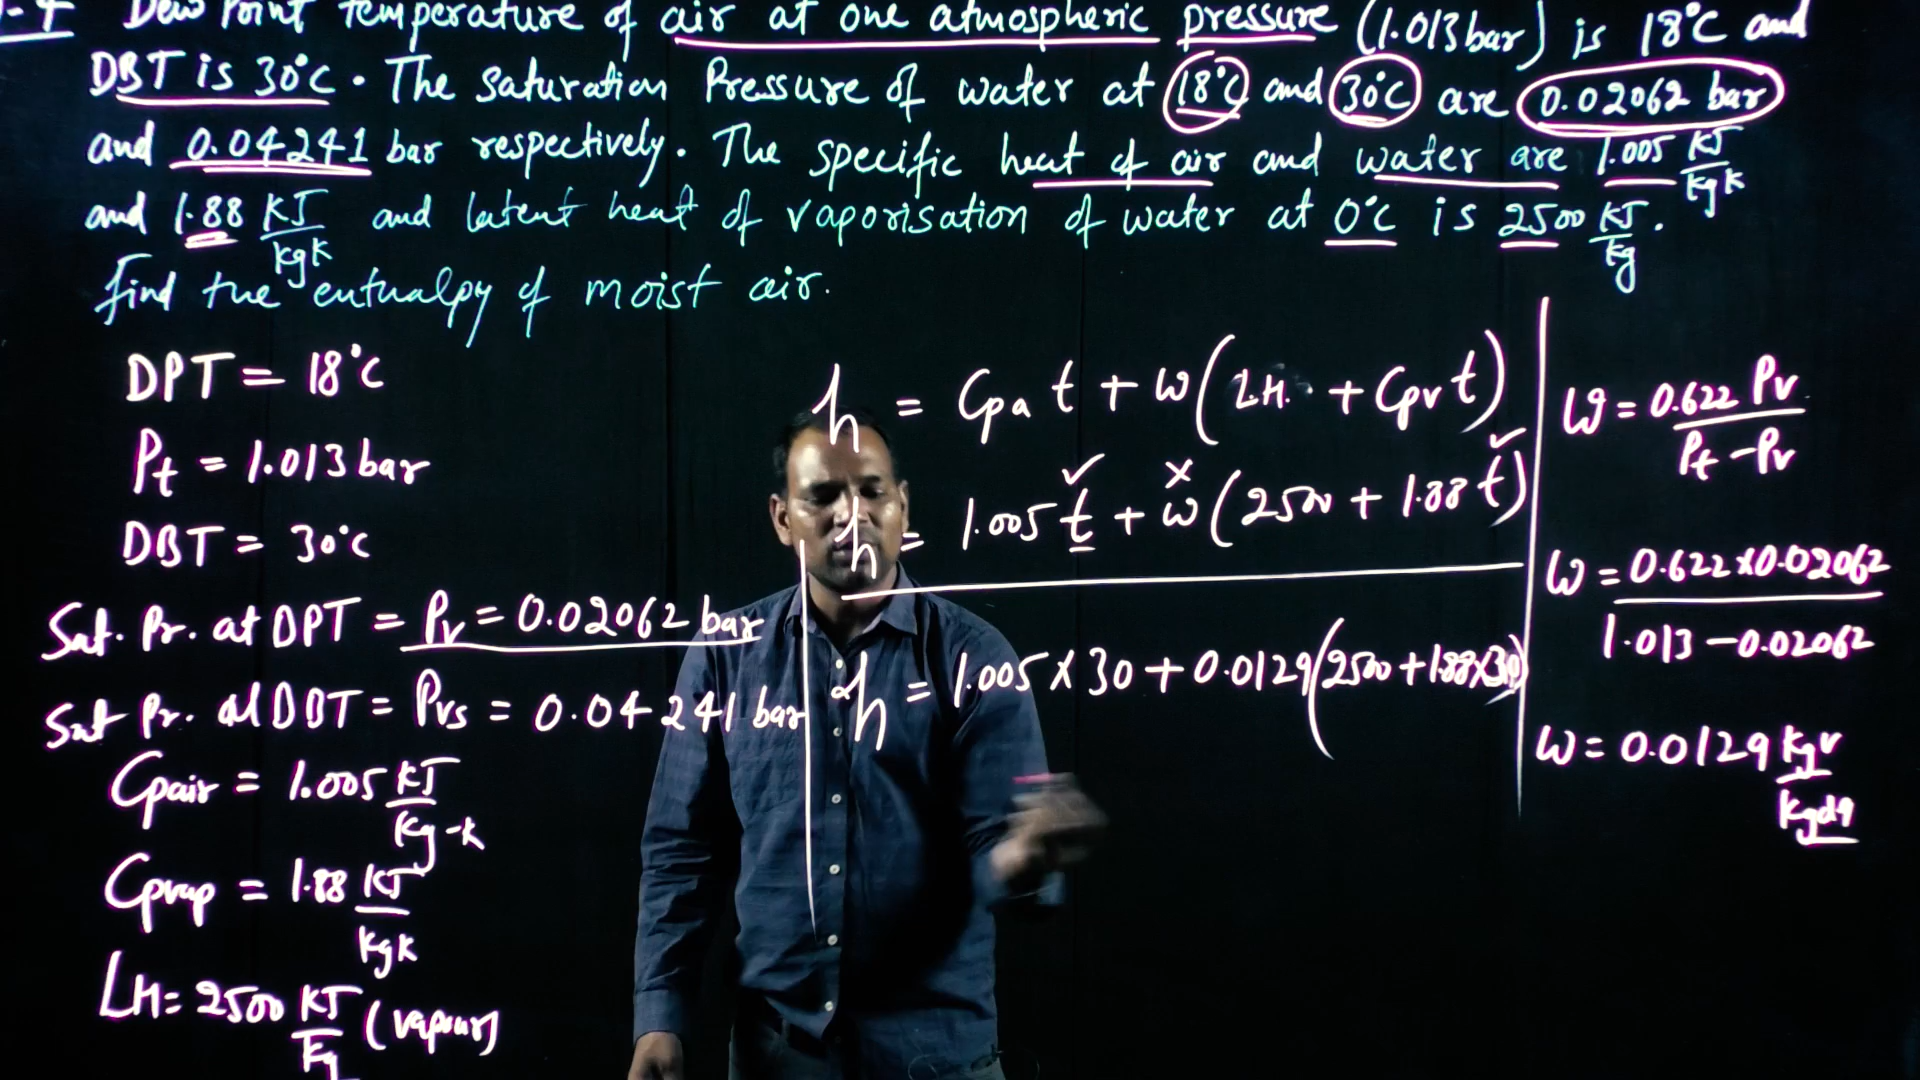 Dew Point temperature of air at one atmospheric pressure (1.013 bar) is 18°C and
DBT is 30°C. The saturation Pressure of water at 18°C and 30°C are 0.02062 bar
and 0.04241 bar respectively. The specific heat of air and water are 1.005 KJ/kgK
and 1.88 KJ/kgK and latent heat of vaporisation of water at 0°C is 2500 KJ/kg.
find the enthalpy of moist air.
DPT = 18°C
Pt = 1.013 bar
DBT = 30°C
Sat. Pr. at DPT = Pv = 0.02062 bar
Sat Pr. at DBT = Pvs = 0.04241 bar
Cpair = 1.005 KJ/Kg-k
Cpvap = 1.88 KJ/kgk
LH = 2500 KJ/Kg (vapour)
h = Cpa t + W (L.H. + Cpv t)
✓ × ✓
h = 1.005 t + W (2500 + 1.88 t)
h = 1.005 × 30 + 0.0129 (2500 + 1.88 × 30)
W = 0.622 Pv / Pt - Pv
W = 0.622 × 0.02062 / 1.013 - 0.02062
W = 0.0129 Kgv / Kgda